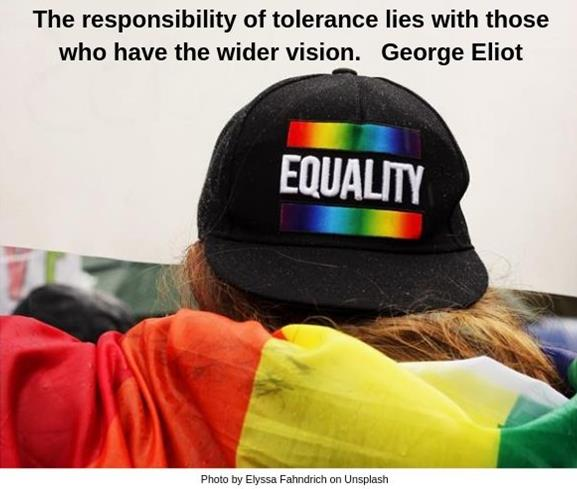 The responsibility of tolerance lies with those
who have the wider vision.   George Eliot
EQUALITY
Photo by Elyssa Fahndrich on Unsplash